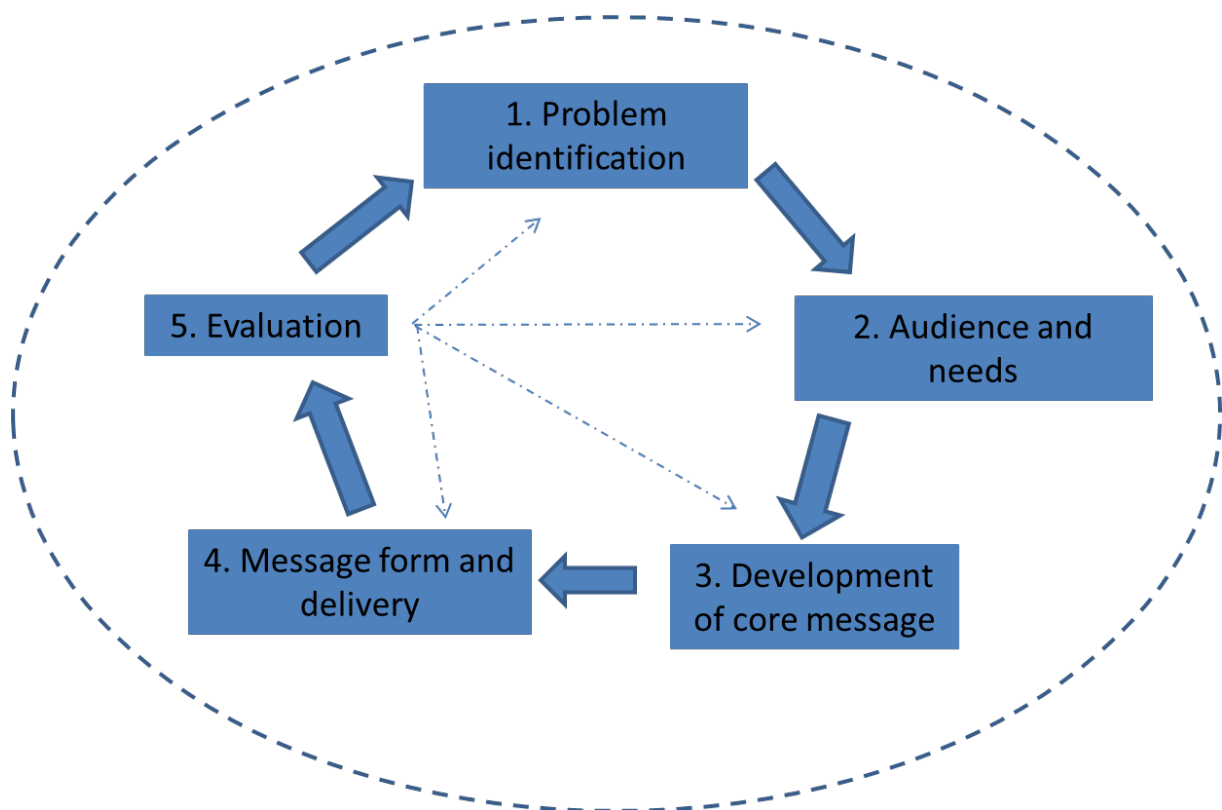 1. Problem
identification
2. Audience and
needs
3. Development
of core message
4. Message form and
delivery
5. Evaluation